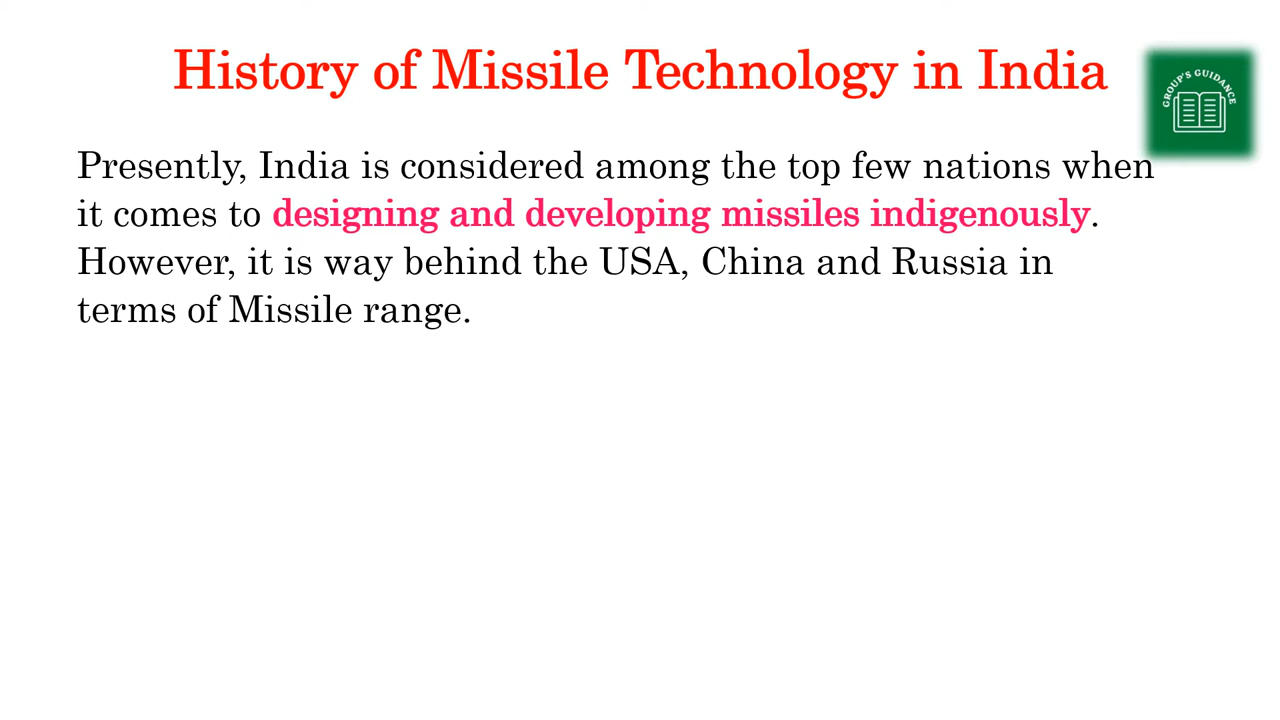 History of Missile Technology in India
GROUP'S GUIDANCE
Presently, India is considered among the top few nations when
it comes to designing and developing missiles indigenously.
However, it is way behind the USA, China and Russia in
terms of Missile range.